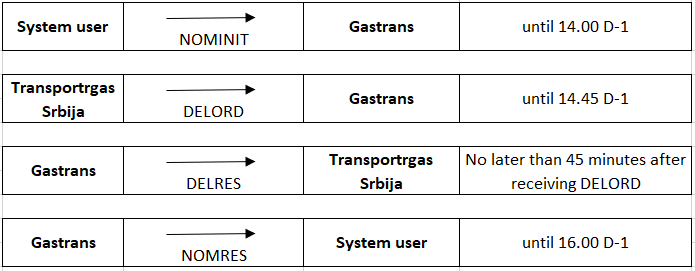 System user
NOMINIT
Gastrans
until 14.00 D-1
Transportrgas
Srbija
DELORD
Gastrans
until 14.45 D-1
Gastrans
DELRES
Transportrgas
Srbija
No later than 45 minutes after
receiving DELORD
Gastrans
NOMRES
System user
until 16.00 D-1